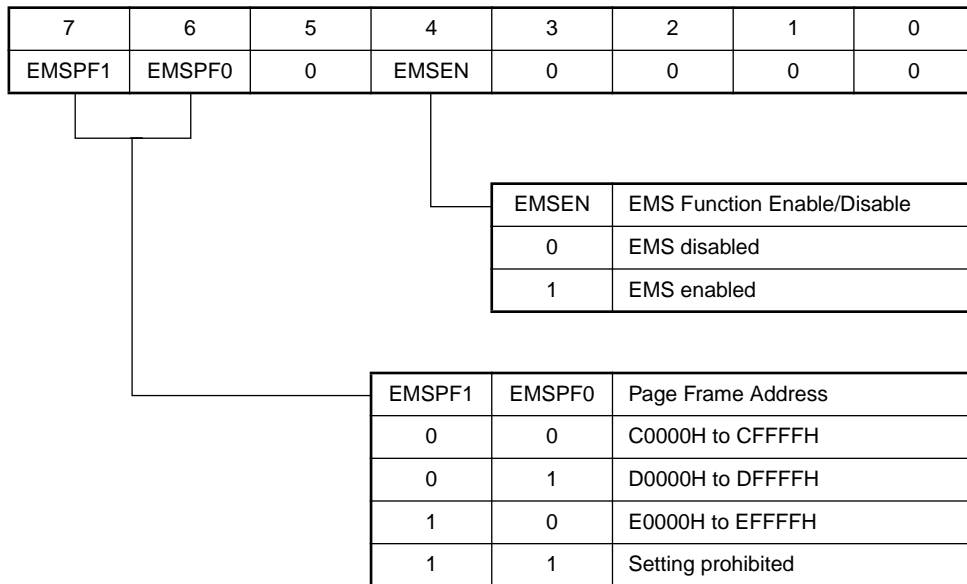 7 6 5 4 3 2 1 0
EMSPF1 EMSPF0 0 EMSEN 0 0 0 0
EMSEN EMS Function Enable/Disable
0 EMS disabled
1 EMS enabled
EMSPF1 EMSPF0 Page Frame Address
0 0 C0000H to CFFFFH
0 1 D0000H to DFFFFH
1 0 E0000H to EFFFFH
1 1 Setting prohibited